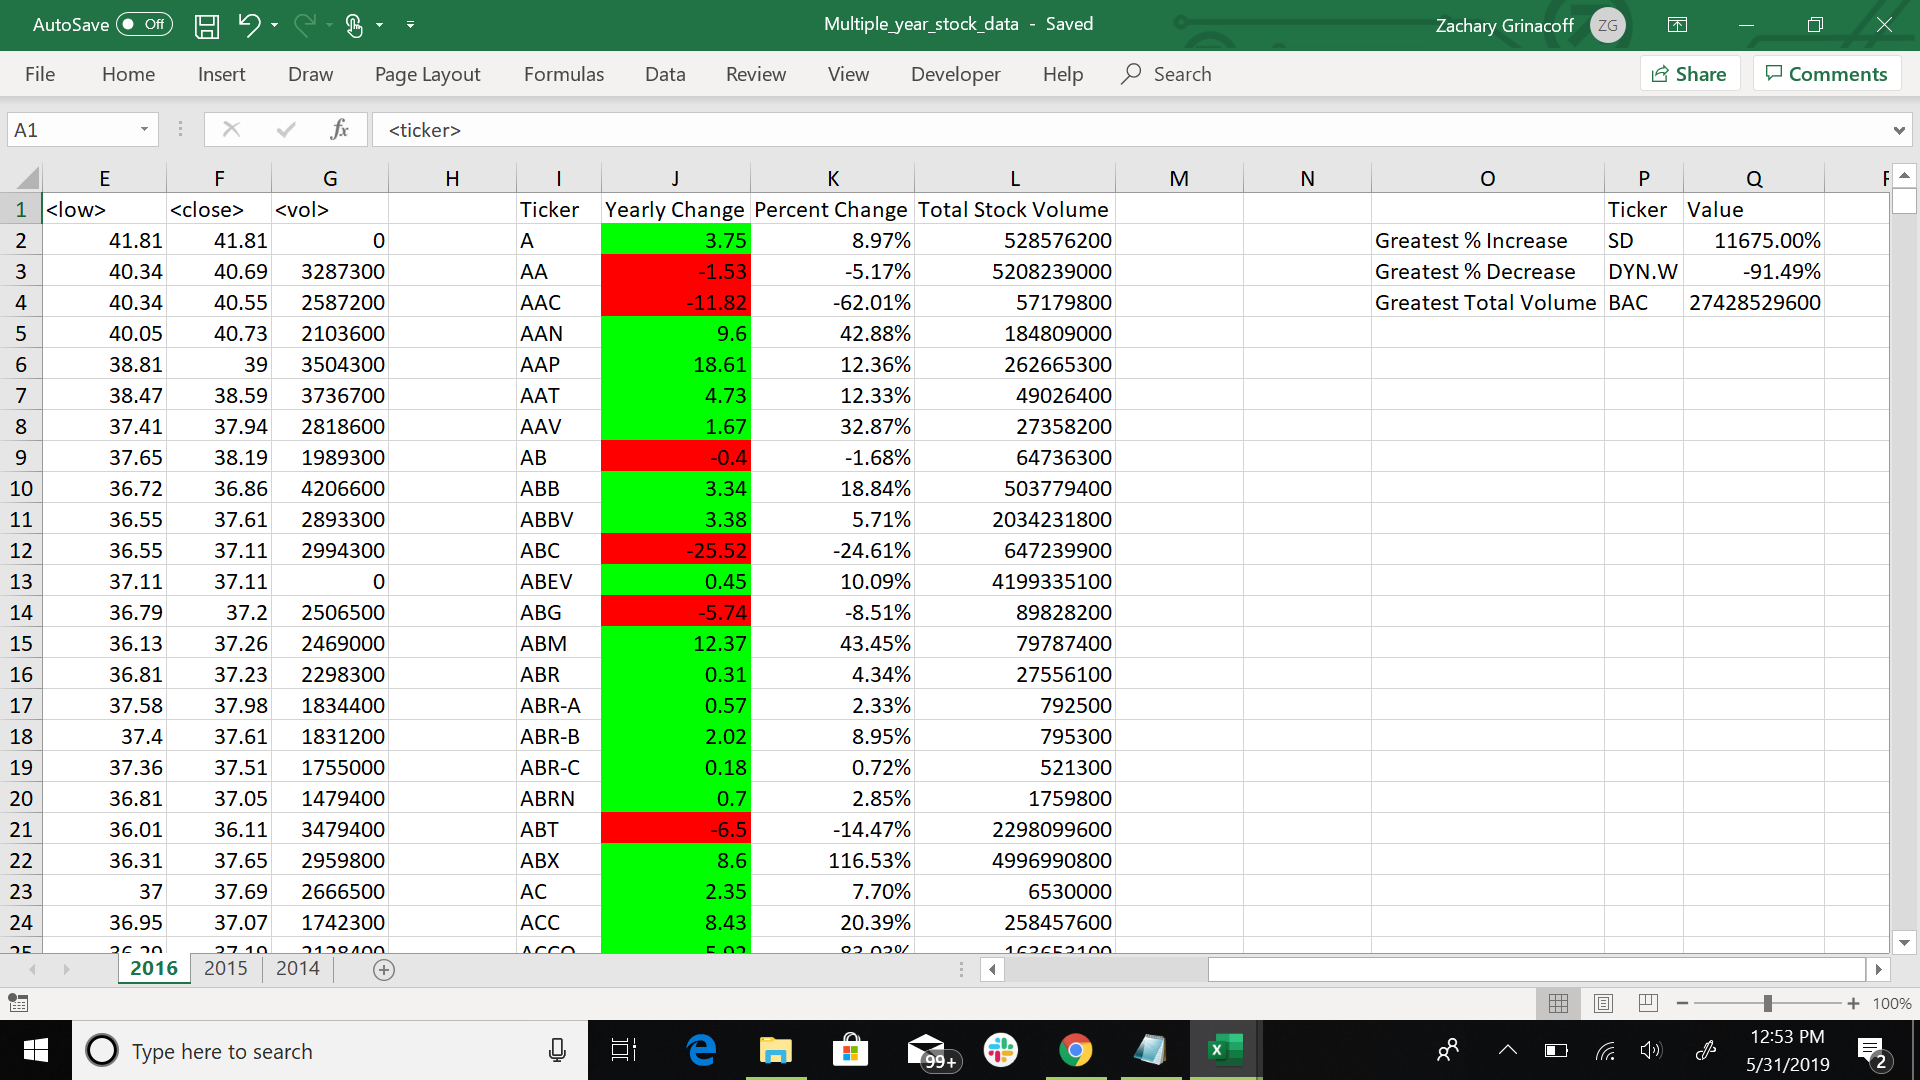 AutoSave Off Multiple_year_stock_data - Saved Zachary Grinacoff ZG
File Home Insert Draw Page Layout Formulas Data Review View Developer Help Search Share Comments
A1 fx <ticker>
E F G H I J K L M N O P Q
1 <low> <close> <vol> Ticker Yearly Change Percent Change Total Stock Volume Ticker Value
2 41.81 41.81 0 A 3.75 8.97% 528576200 Greatest % Increase SD 11675.00%
3 40.34 40.69 3287300 AA -1.53 -5.17% 5208239000 Greatest % Decrease DYN.W -91.49%
4 40.34 40.55 2587200 AAC -11.82 -62.01% 57179800 Greatest Total Volume BAC 27428529600
5 40.05 40.73 2103600 AAN 9.6 42.88% 184809000
6 38.81 39 3504300 AAP 18.61 12.36% 262665300
7 38.47 38.59 3736700 AAT 4.73 12.33% 49026400
8 37.41 37.94 2818600 AAV 1.67 32.87% 27358200
9 37.65 38.19 1989300 AB -0.4 -1.68% 64736300
10 36.72 36.86 4206600 ABB 3.34 18.84% 503779400
11 36.55 37.61 2893300 ABBV 3.38 5.71% 2034231800
12 36.55 37.11 2994300 ABC -25.52 -24.61% 647239900
13 37.11 37.11 0 ABEV 0.45 10.09% 4199335100
14 36.79 37.2 2506500 ABG -5.74 -8.51% 89828200
15 36.13 37.26 2469000 ABM 12.37 43.45% 79787400
16 36.81 37.23 2298300 ABR 0.31 4.34% 27556100
17 37.58 37.98 1834400 ABR-A 0.57 2.33% 792500
18 37.4 37.61 1831200 ABR-B 2.02 8.95% 795300
19 37.36 37.51 1755000 ABR-C 0.18 0.72% 521300
20 36.81 37.05 1479400 ABRN 0.7 2.85% 1759800
21 36.01 36.11 3479400 ABT -6.5 -14.47% 2298099600
22 36.31 37.65 2959800 ABX 8.6 116.53% 4996990800
23 37 37.69 2666500 AC 2.35 7.70% 6530000
24 36.95 37.07 1742300 ACC 8.43 20.39% 258457600
2016 2015 2014
100%
Type here to search 99+ 12:53 PM
5/31/2019 2